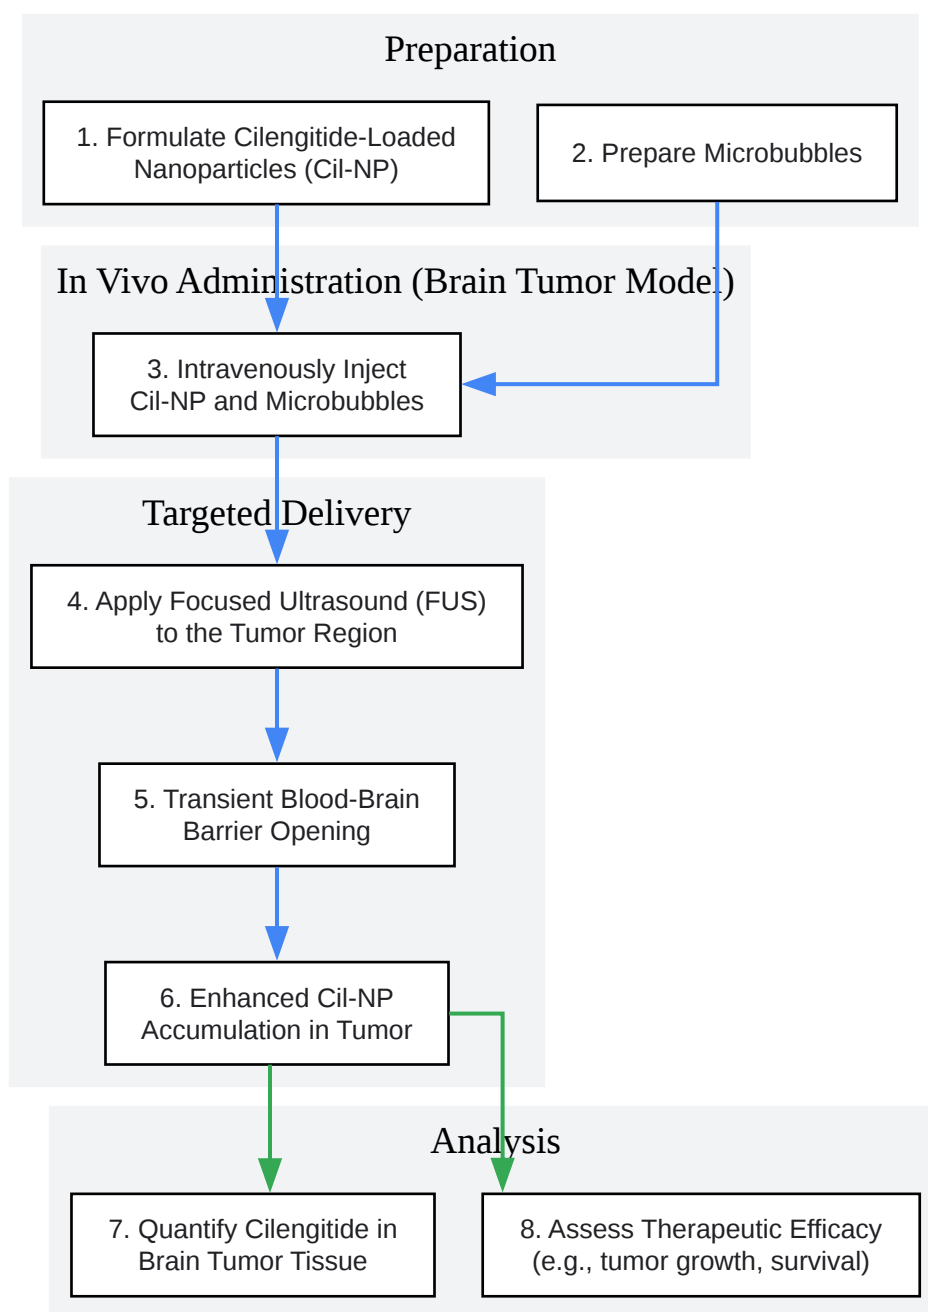 Preparation
1. Formulate Cilengitide-Loaded
Nanoparticles (Cil-NP)
2. Prepare Microbubbles
In Vivo Administration (Brain Tumor Model)
3. Intravenously Inject
Cil-NP and Microbubbles
Targeted Delivery
4. Apply Focused Ultrasound (FUS)
to the Tumor Region
5. Transient Blood-Brain
Barrier Opening
6. Enhanced Cil-NP
Accumulation in Tumor
Analysis
7. Quantify Cilengitide in
Brain Tumor Tissue
8. Assess Therapeutic Efficacy
(e.g., tumor growth, survival)